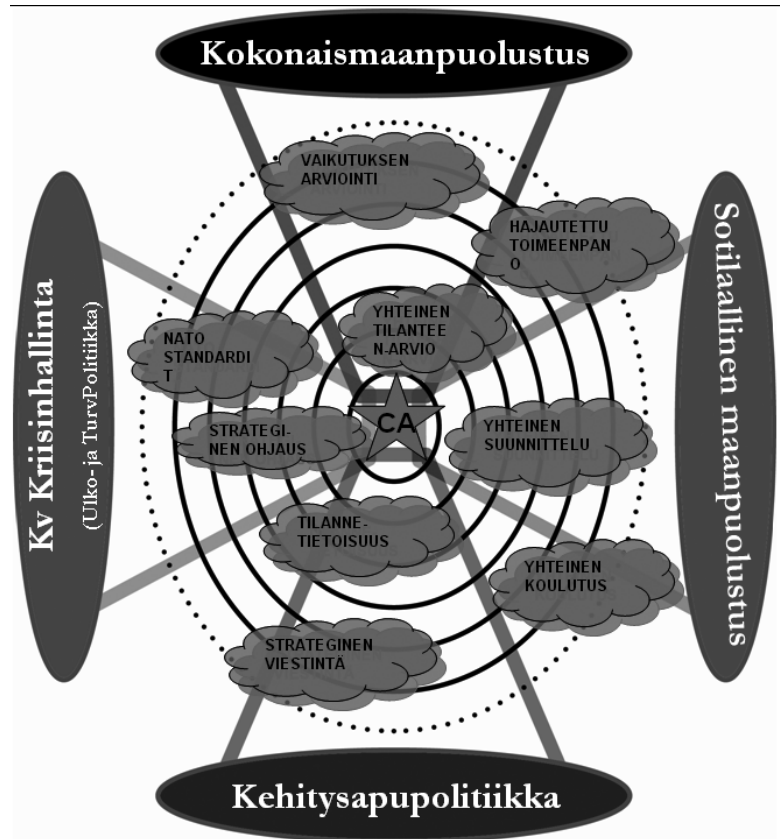 Kokonaismaanpuolustus
VAIKUTUKSEN
ARVIOINTI
HAJAUTETTU
TOIMEENPAN
O
YHTEINEN
TILANTEE
N-ARVIO
NATO
STANDARDI
T
CA
STRATEGI-
NEN OHJAUS
YHTEINEN
SUUNNITTELU
TILANNE-
TIETOISUUS
YHTEINEN
KOULUTUS
STRATEGINEN
VIESTINTÄ
Kv Kriisinhallinta
(Ulko-ja TurvPolitiikka)
Sotilaallinen maanpuolustus
Kehitysapupolitiikka